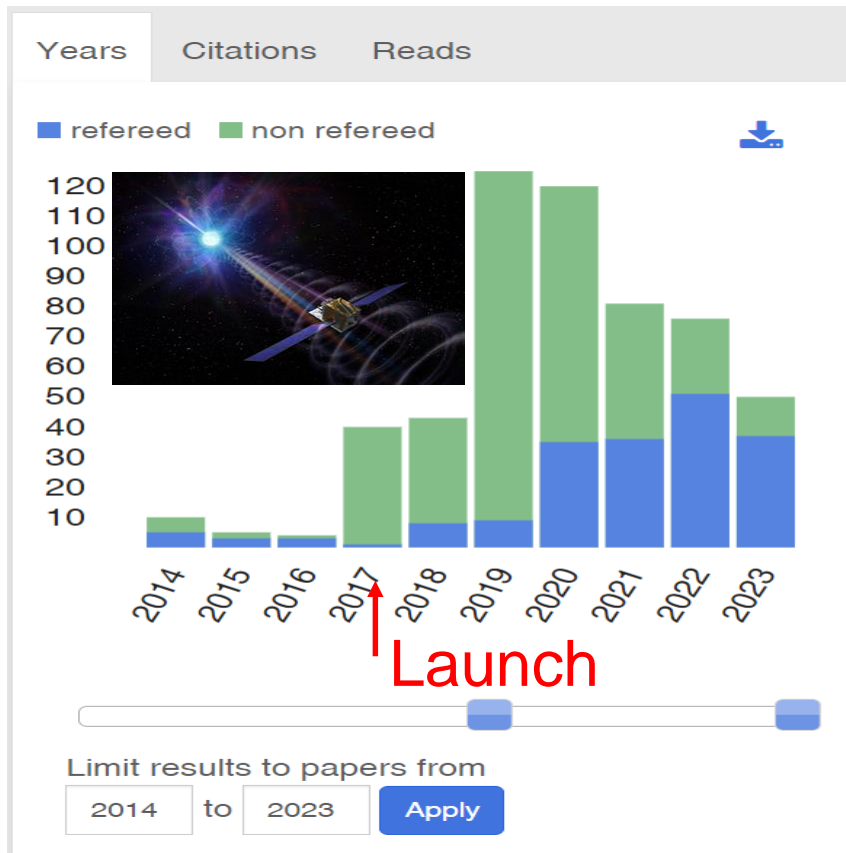 Years Citations Reads
refereed non refereed
120
110
100
90
80
70
60
50
40
30
20
10
2014 2015 2016 2017 2018 2019 2020 2021 2022 2023
Launch
Limit results to papers from
2014 to 2023 Apply